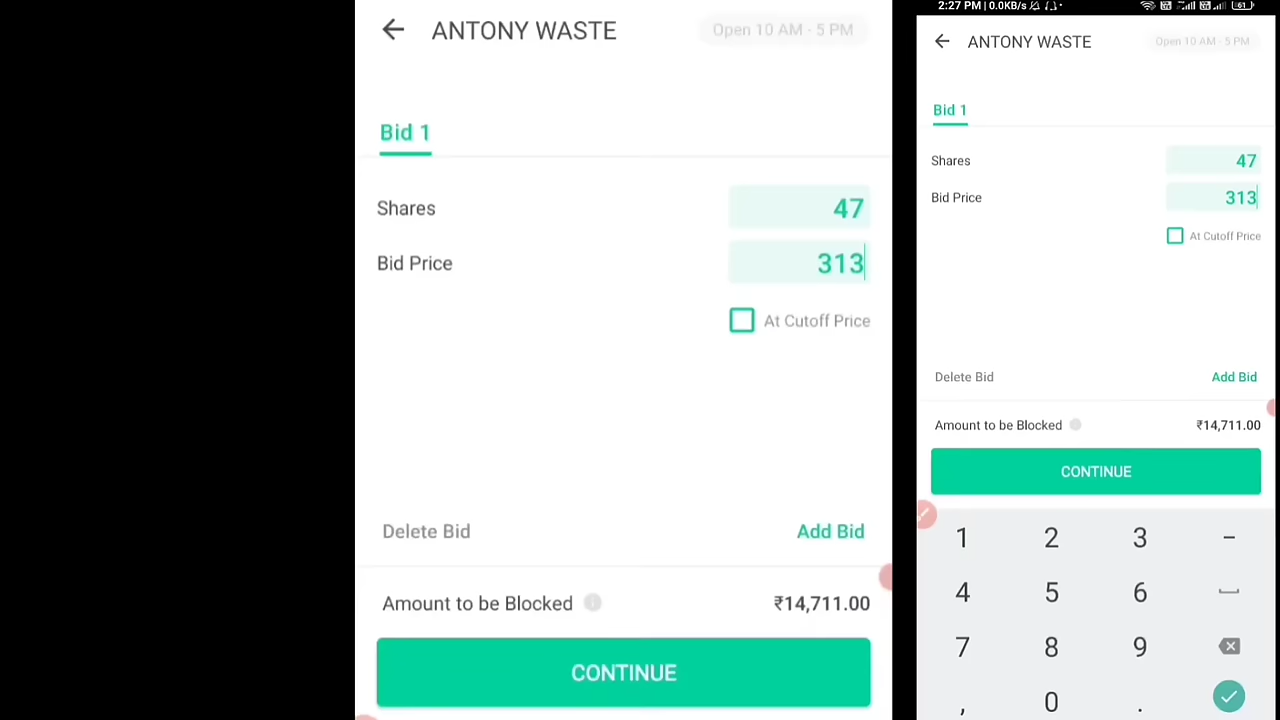 ANTONY WASTE
Open 10 AM - 5 PM
Bid 1
Shares 47
Bid Price 313
At Cutoff Price
Delete Bid Add Bid
Amount to be Blocked ₹14,711.00
CONTINUE
2:27 PM | 0.0KB/s 61
ANTONY WASTE
Open 10 AM - 5 PM
Bid 1
Shares 47
Bid Price 313
At Cutoff Price
Delete Bid Add Bid
Amount to be Blocked ₹14,711.00
CONTINUE
1 2 3 -
4 5 6
7 8 9
, 0 .